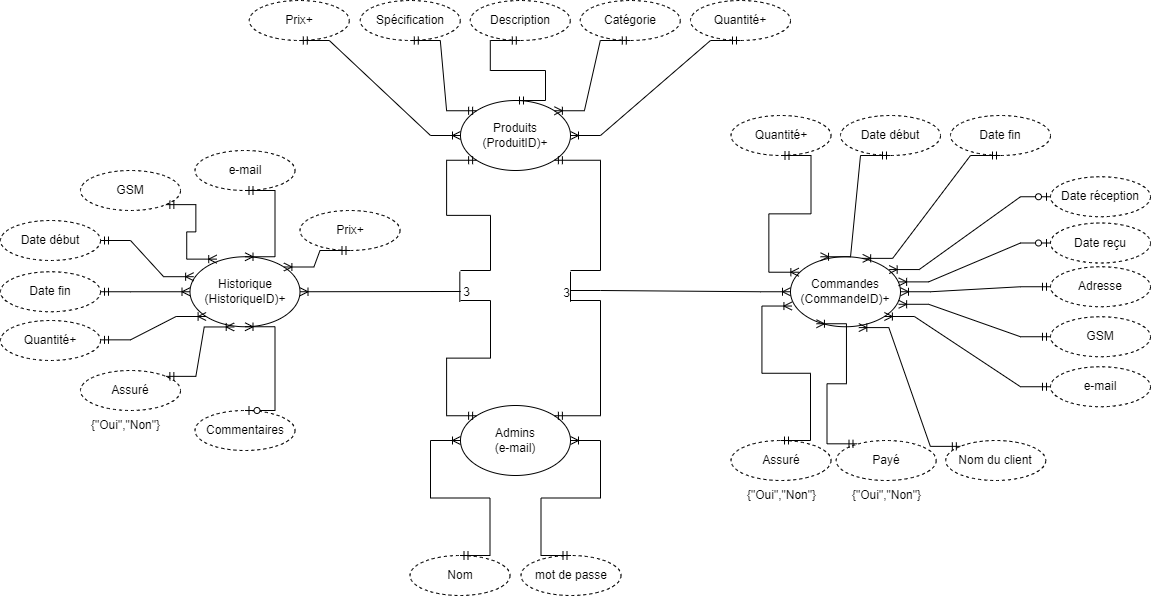 Prix+
Spécification
Description
Catégorie
Quantité+
Produits
(ProduitID)+
Quantité+
Date début
Date fin
e-mail
GSM
Date réception
Prix+
Date début
Date reçu
Historique
(HistoriqueID)+
Commandes
(CommandeID)+
Adresse
Date fin
3
3
Quantité+
GSM
Assuré
{"Oui","Non"}
e-mail
Commentaires
Admins
(e-mail)
Assuré
{"Oui","Non"}
Payé
{"Oui","Non"}
Nom du client
Nom
mot de passe